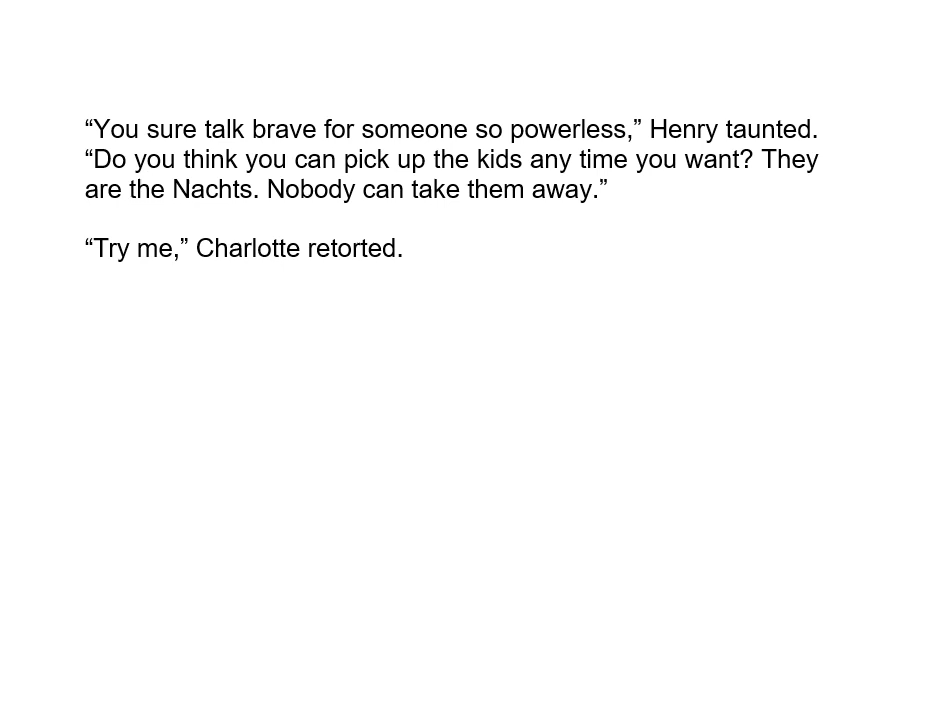 “You sure talk brave for someone so powerless,” Henry taunted.
“Do you think you can pick up the kids any time you want? They
are the Nachts. Nobody can take them away.”
“Try me,” Charlotte retorted.